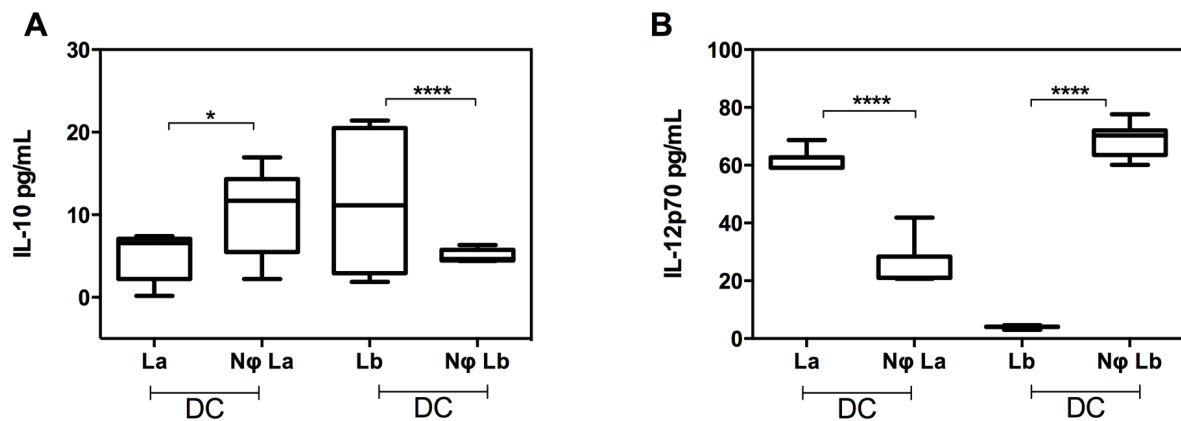 A
IL-10 pg/mL
30
20
10
0
*
****
La
Nφ La
Lb
Nφ Lb
DC
DC
B
IL-12p70 pg/mL
100
80
60
40
20
0
****
****
La
Nφ La
Lb
Nφ Lb
DC
DC